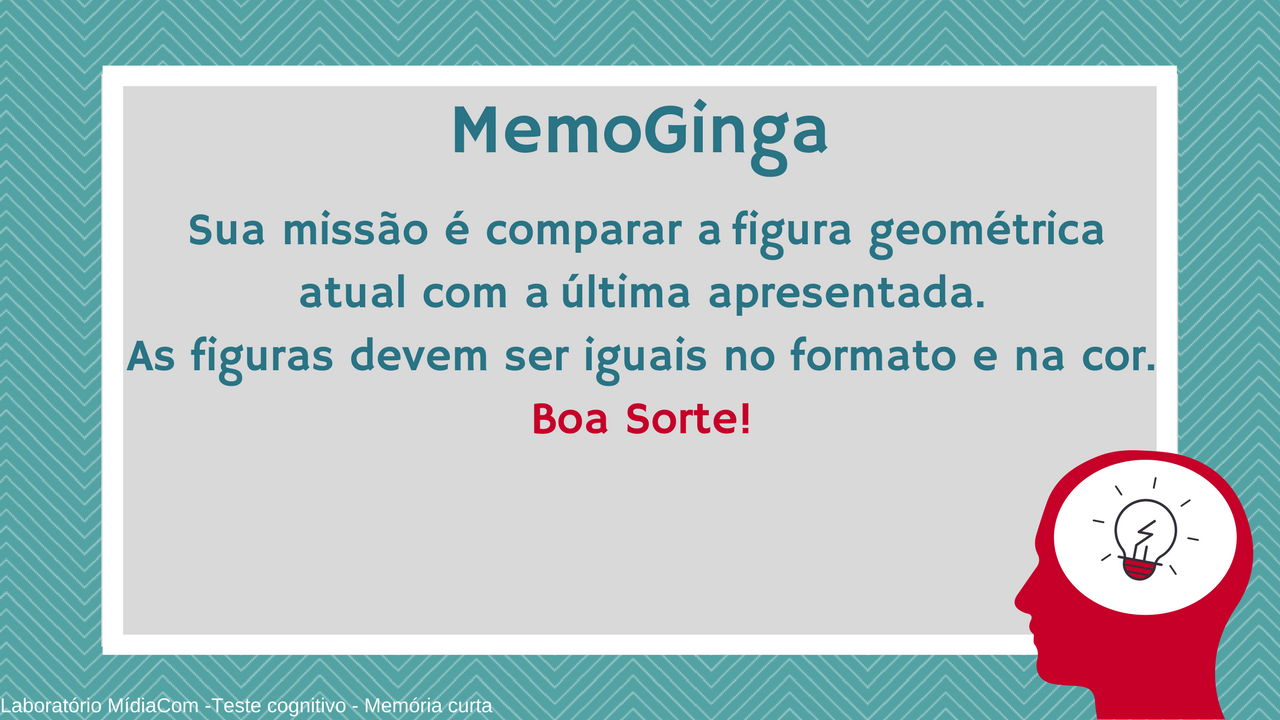 MemoGinga
Sua missão é comparar a figura geométrica
atual com a última apresentada.
As figuras devem ser iguais no formato e na cor.
Boa Sorte!
Laboratório MídiaCom -Teste cognitivo - Memória curta